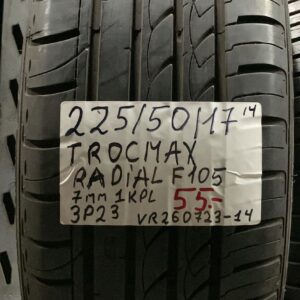 225/50/17 14
TROCMAX
RADIAL F105
7mm 1KPL 55.-
3P23 VR260723-14